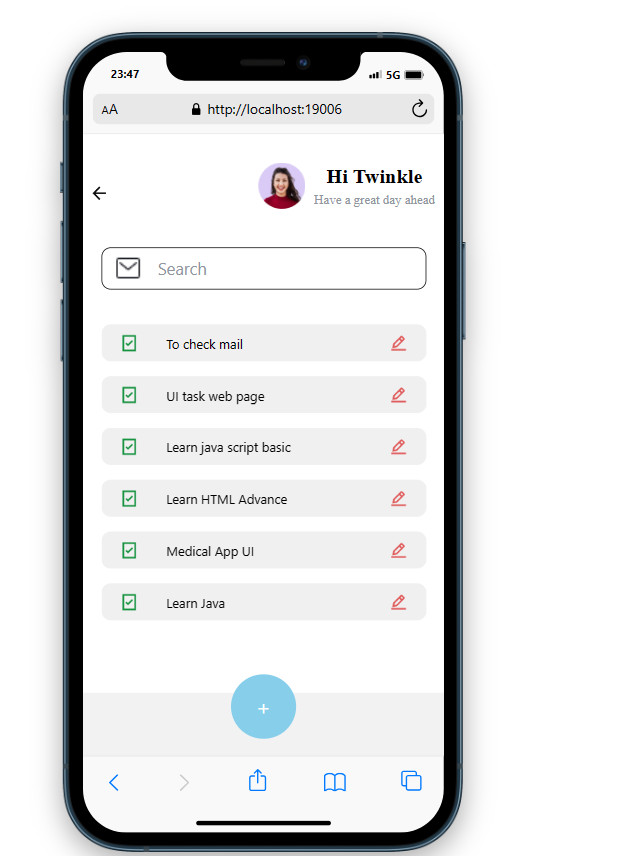 23:47
5G
AA
http://localhost:19006
Hi Twinkle
Have a great day ahead
Search
To check mail
UI task web page
Learn java script basic
Learn HTML Advance
Medical App UI
Learn Java
+